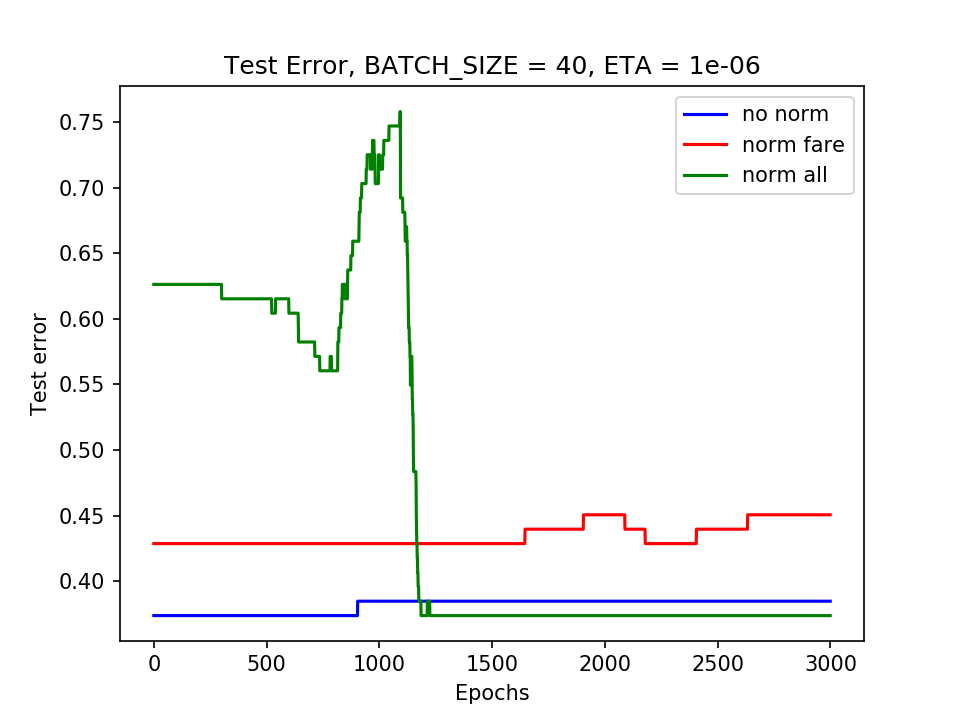 Test Error, BATCH_SIZE = 40, ETA = 1e-06
no norm
norm fare
norm all
Test error
0.75
0.70
0.65
0.60
0.55
0.50
0.45
0.40
0 500 1000 1500 2000 2500 3000
Epochs